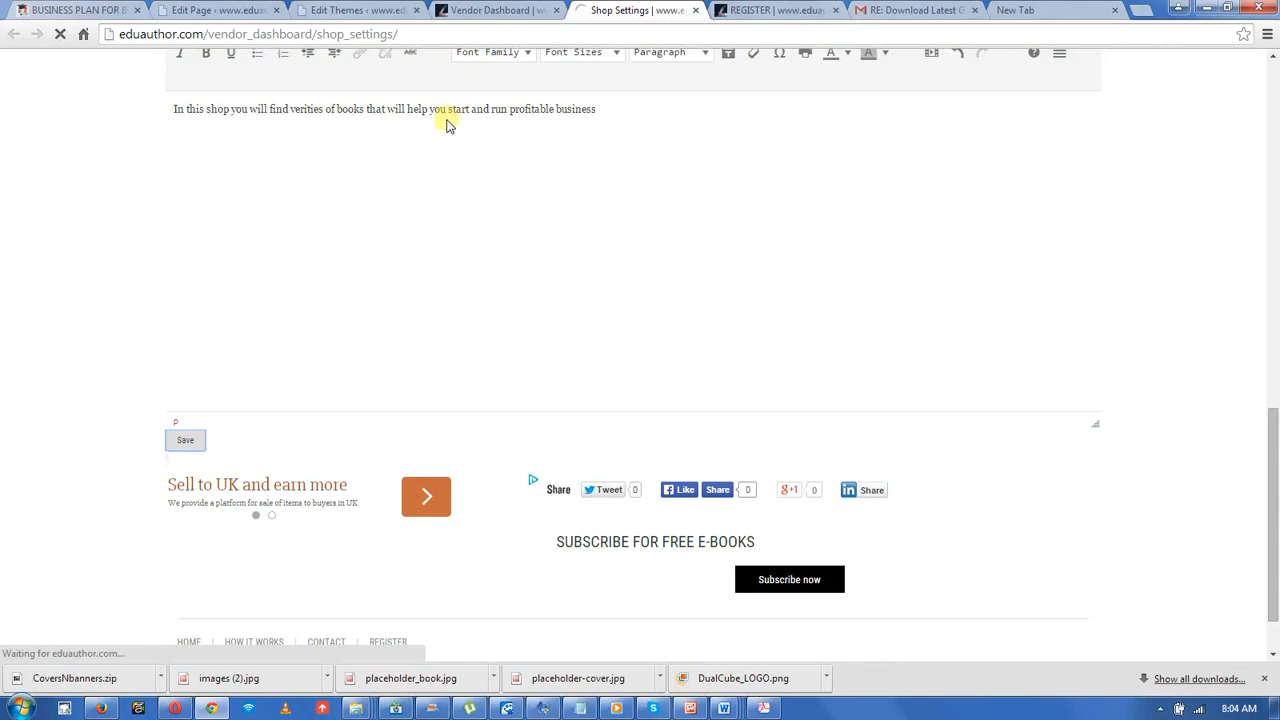 BUSINESS PLAN FOR B
Edit Page ‹ www.edua
Edit Themes ‹ www.ed
Vendor Dashboard | w
Shop Settings | www.e
REGISTER | www.eduau
RE: Download Latest G
New Tab
eduauthor.com/vendor_dashboard/shop_settings/
I B U ABC Font Family Font Sizes Paragraph T Ω A A
In this shop you will find verities of books that will help you start and run profitable business
p
Save
Sell to UK and earn more
We provide a platform for sale of items to buyers in UK
Share Tweet 0 Like Share 0 g+1 0 in Share
SUBSCRIBE FOR FREE E-BOOKS
Subscribe now
HOME | HOW IT WORKS | CONTACT | REGISTER
Waiting for eduauthor.com...
CoversNbanners.zip
images (2).jpg
placeholder_book.jpg
placeholder-cover.jpg
DualCube_LOGO.png
Show all downloads...
8:04 AM